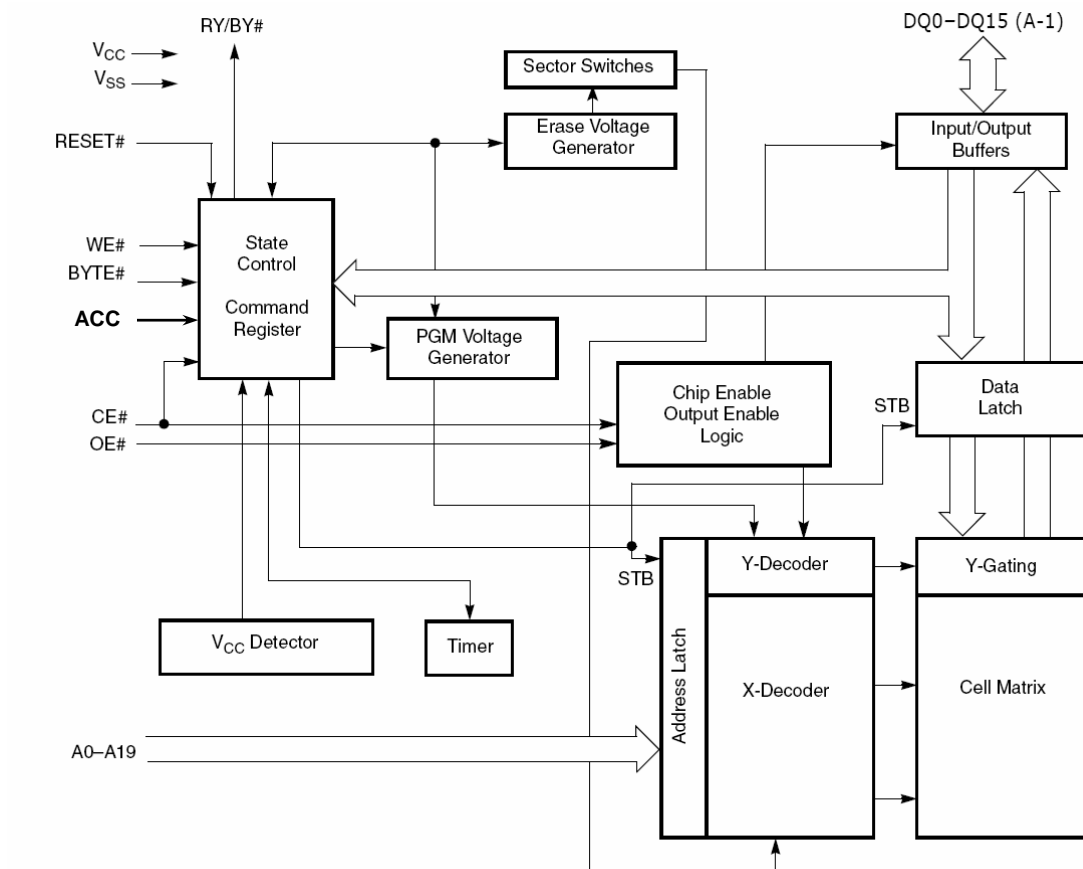 RY/BY#
DQ0–DQ15 (A-1)
VCC
VSS
Sector Switches
RESET#
Erase Voltage
Generator
Input/Output
Buffers
WE#
BYTE#
ACC
State
Control
Command
Register
PGM Voltage
Generator
CE#
OE#
Chip Enable
Output Enable
Logic
STB
Data
Latch
STB
Y-Decoder
Y-Gating
VCC Detector
Timer
Address Latch
X-Decoder
Cell Matrix
A0–A19